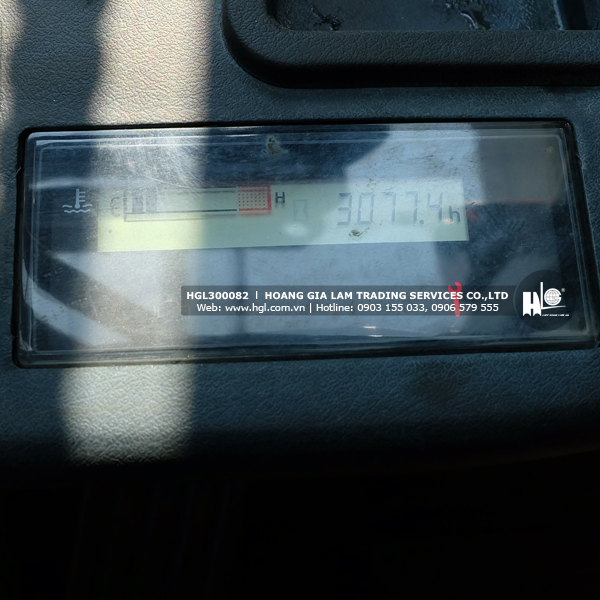 C H 3077.4h
HGL300082 | HOANG GIA LAM TRADING SERVICES CO.,LTD
Web: www.hgl.com.vn | Hotline: 0903 155 033, 0906 579 555